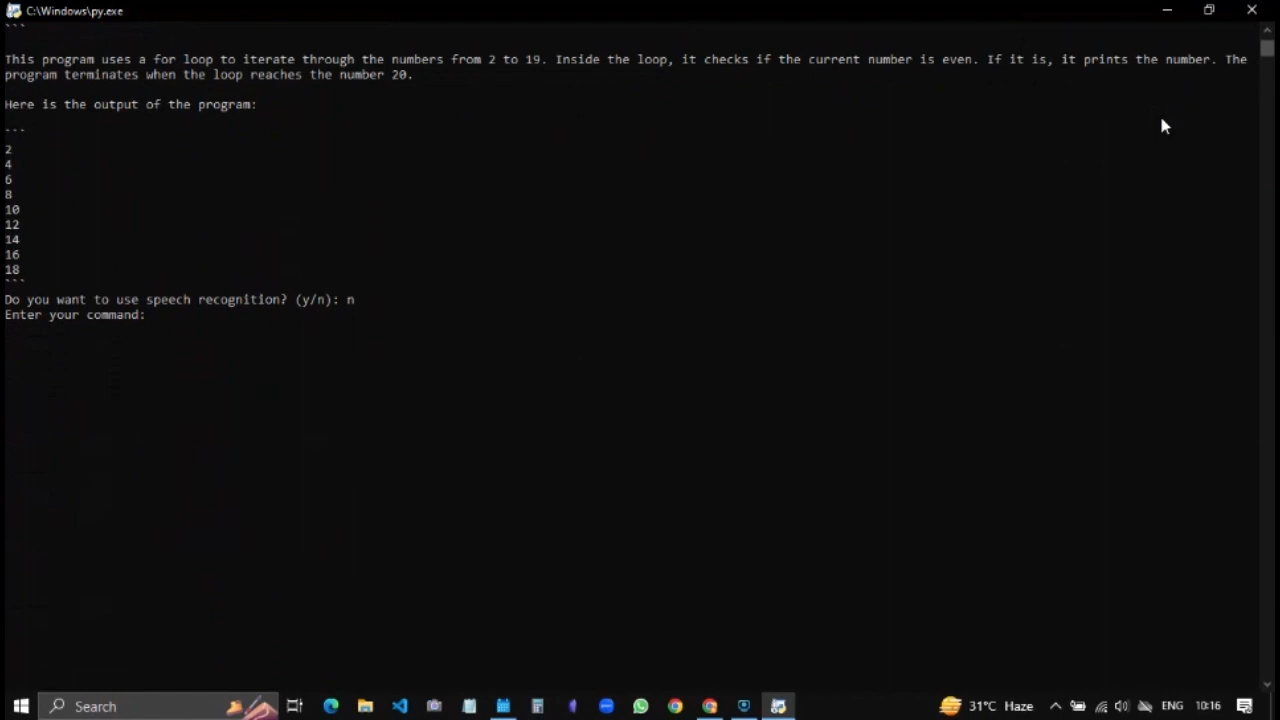 C:\Windows\py.exe
```
This program uses a for loop to iterate through the numbers from 2 to 19. Inside the loop, it checks if the current number is even. If it is, it prints the number. The
program terminates when the loop reaches the number 20.
Here is the output of the program:
```
2
4
6
8
10
12
14
16
18
```
Do you want to use speech recognition? (y/n): n
Enter your command:
Search
31°C Haze
ENG
10:16